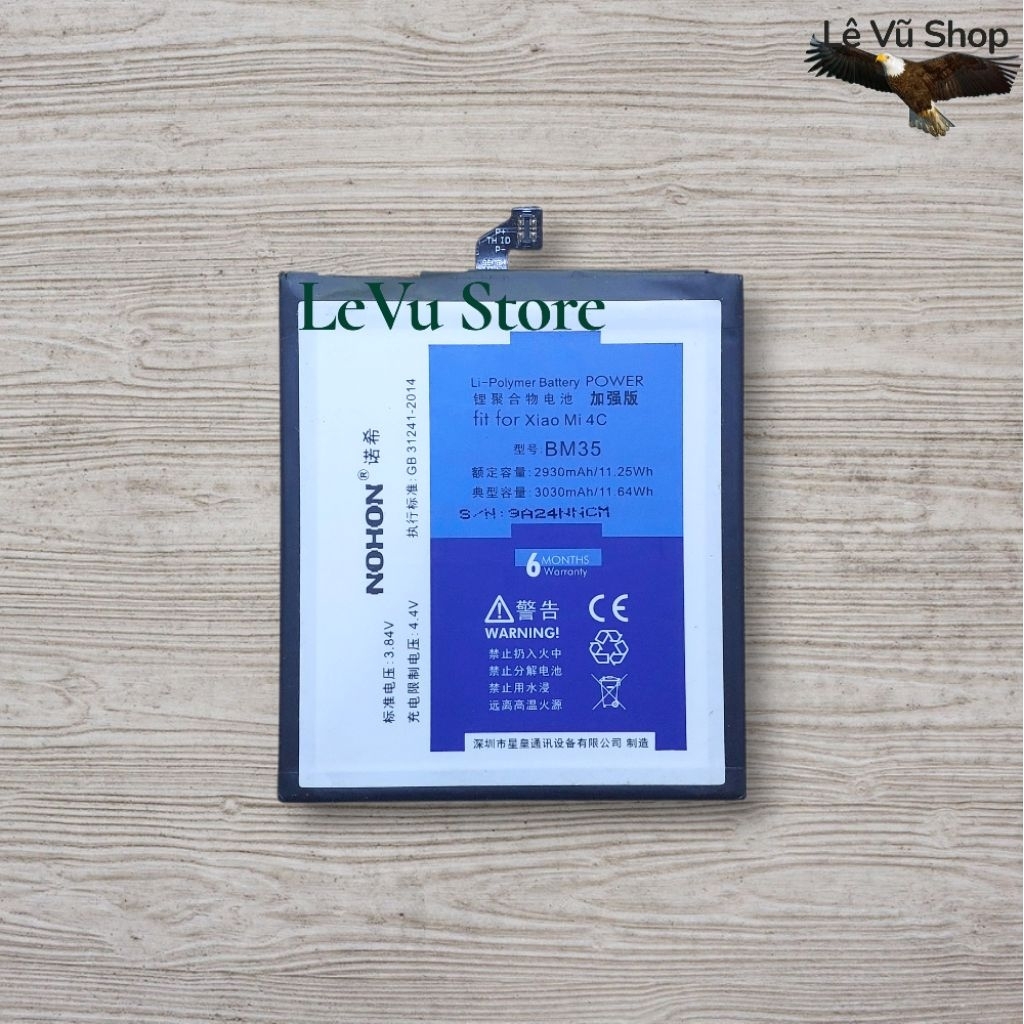 Lê Vũ Shop
P+
TH ID
P-
LeVu Store
Li-Polymer Battery POWER
锂聚合物电池 加强版
fit for Xiao Mi 4C
型号: BM35
额定容量: 2930mAh/11.25Wh
典型容量: 3030mAh/11.64Wh
S/N:9A24NNCM
6 MONTHS
Warranty
警告
WARNING!
禁止扔入火中
禁止分解电池
禁止用水浸
远离高温火源
CE
深圳市星皇通讯设备有限公司 制造
NOHON® 诺希
执行标准: GB 31241-2014
标准电压: 3.84V
充电限制电压: 4.4V